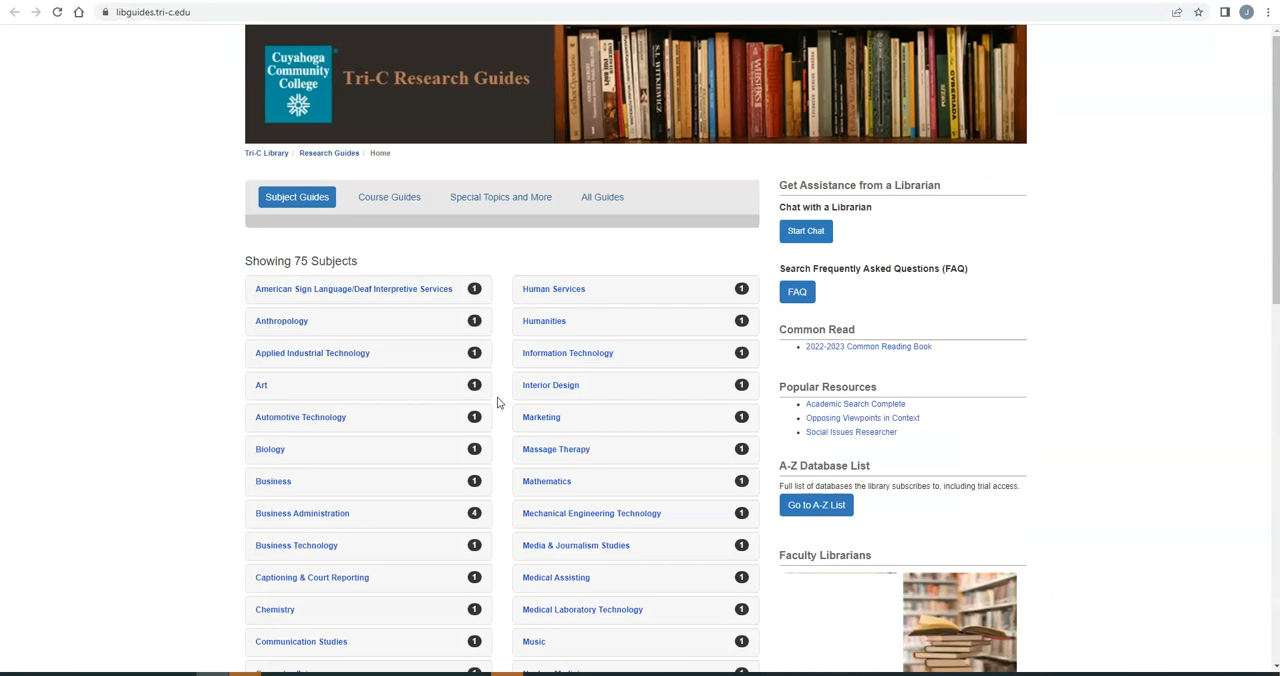 libguides.tri-c.edu
J
Cuyahoga
Community
College
Tri-C Research Guides
Tri-C Library / Research Guides / Home
Subject Guides
Course Guides
Special Topics and More
All Guides
Showing 75 Subjects
American Sign Language/Deaf Interpretive Services 1
Anthropology 1
Applied Industrial Technology 1
Art 1
Automotive Technology 1
Biology 1
Business 1
Business Administration 4
Business Technology 1
Captioning & Court Reporting 1
Chemistry 1
Communication Studies 1
Human Services 1
Humanities 1
Information Technology 1
Interior Design 1
Marketing 1
Massage Therapy 1
Mathematics 1
Mechanical Engineering Technology 1
Media & Journalism Studies 1
Medical Assisting 1
Medical Laboratory Technology 1
Music 1
Get Assistance from a Librarian
Chat with a Librarian
Start Chat
Search Frequently Asked Questions (FAQ)
FAQ
Common Read
2022-2023 Common Reading Book
Popular Resources
Academic Search Complete
Opposing Viewpoints in Context
Social Issues Researcher
A-Z Database List
Full list of databases the library subscribes to, including trial access.
Go to A-Z List
Faculty Librarians